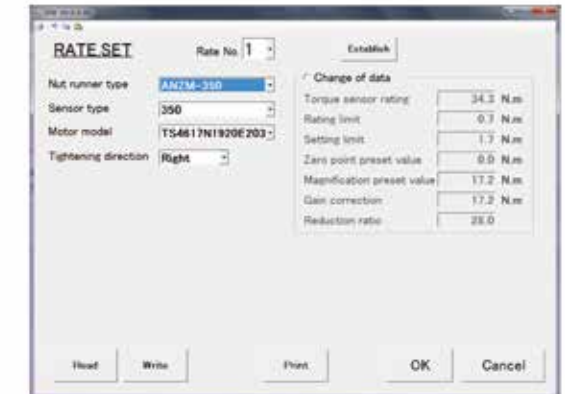 RATE SET Rate No. 1 Establish
Nut runner type ANZM-350
Sensor type 350
Motor model TS4617N1920E203
Tightening direction Right
Change of data
Torque sensor rating 34.3 N.m
Rating limit 0.7 N.m
Setting limit 1.7 N.m
Zero point preset value 0.0 N.m
Magnification preset value 17.2 N.m
Gain correction 17.2 N.m
Reduction ratio 28.0
Read Write Print OK Cancel